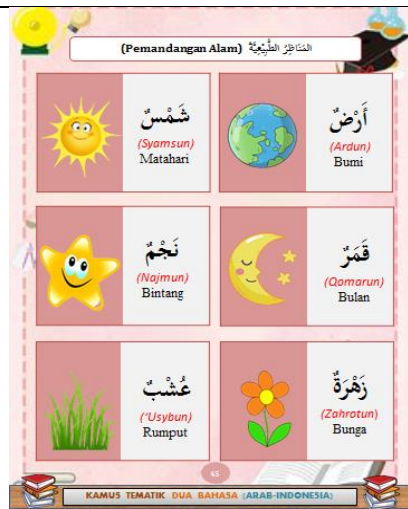 (Pemandangan Alam) المَنَاظِرُ الطَّبِيْعِيَّةُ
شَمْسٌ
(Syamsun)
Matahari
أَرْضٌ
(Ardun)
Bumi
نَجْمٌ
(Najmun)
Bintang
قَمَرٌ
(Qomarun)
Bulan
عُشْبٌ
('Usybun)
Rumput
زَهْرَةٌ
(Zahrotun)
Bunga
45
KAMUS TEMATIK DUA BAHASA (ARAB-INDONESIA)